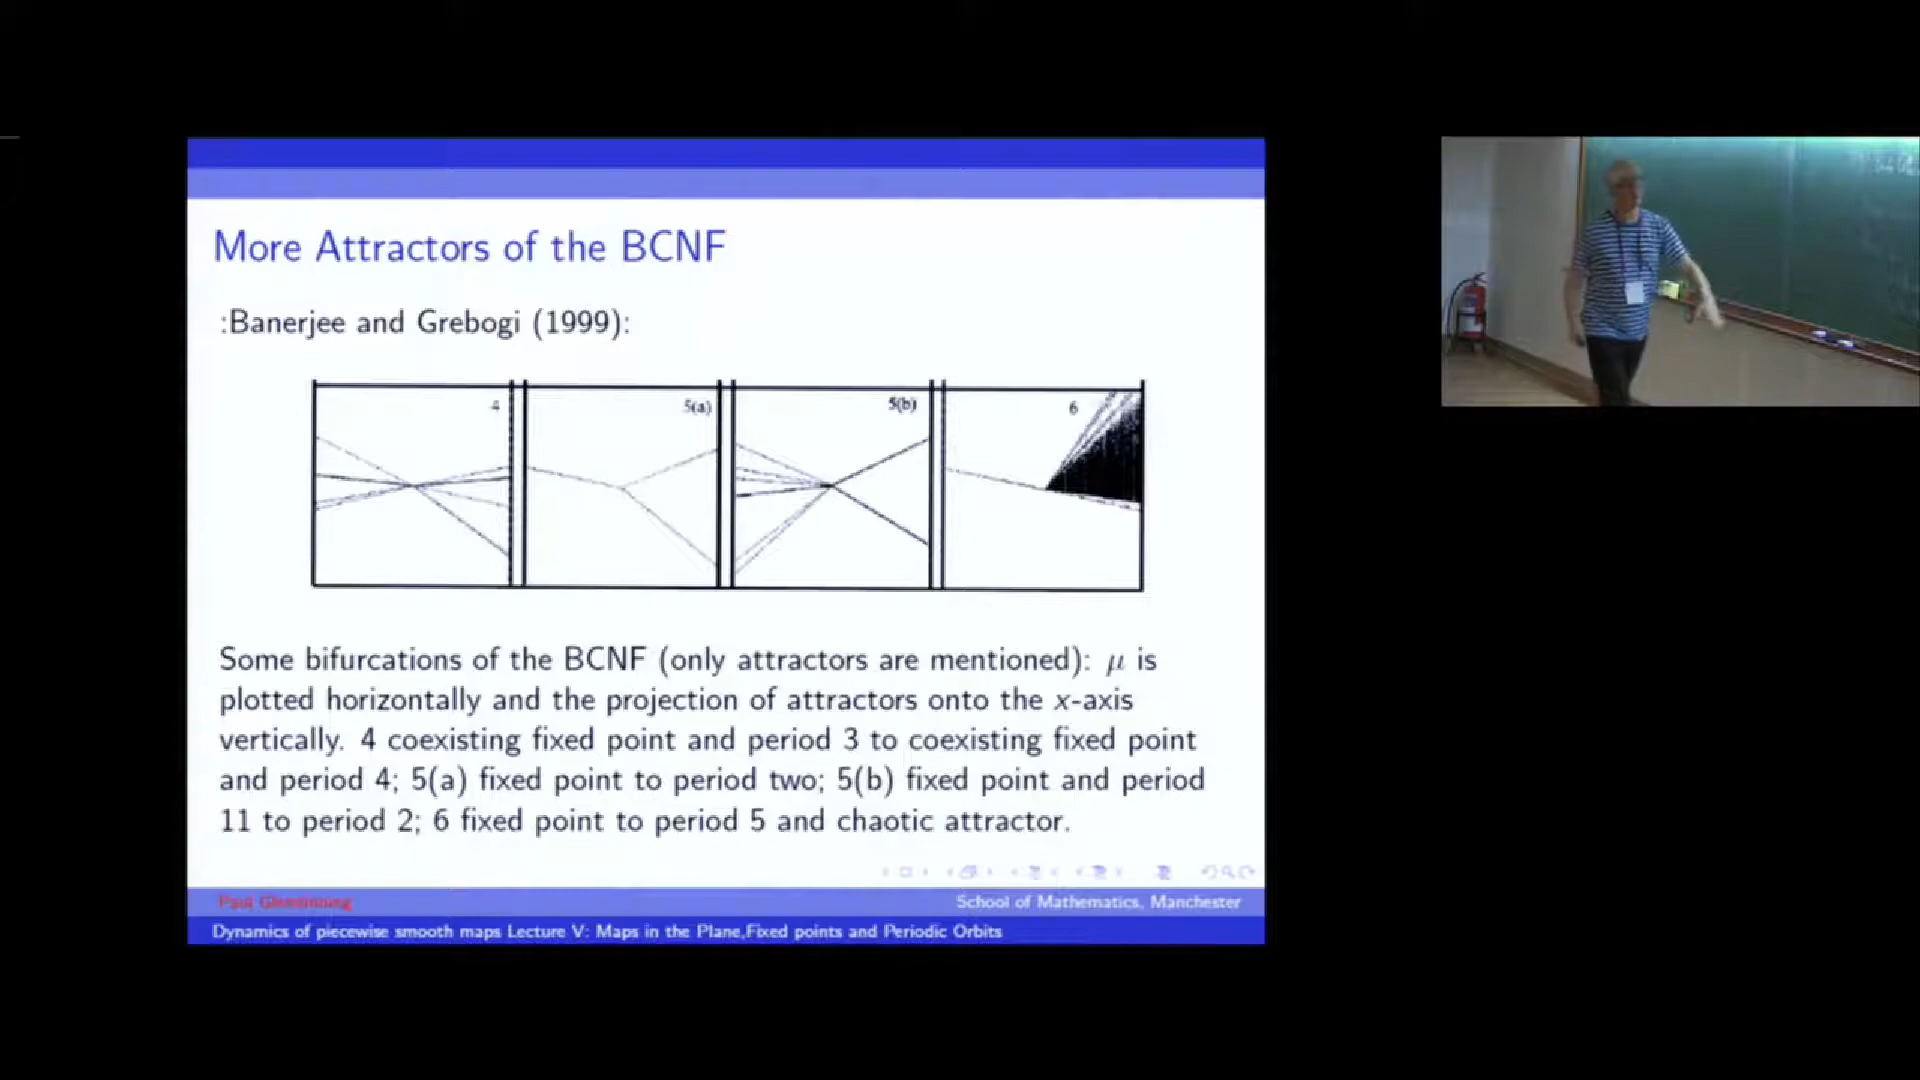 More Attractors of the BCNF
:Banerjee and Grebogi (1999):
4 5(a) 5(b) 6
Some bifurcations of the BCNF (only attractors are mentioned): μ is
plotted horizontally and the projection of attractors onto the x-axis
vertically. 4 coexisting fixed point and period 3 to coexisting fixed point
and period 4; 5(a) fixed point to period two; 5(b) fixed point and period
11 to period 2; 6 fixed point to period 5 and chaotic attractor.
Paul Glendinning School of Mathematics, Manchester
Dynamics of piecewise smooth maps Lecture V: Maps in the Plane,Fixed points and Periodic Orbits